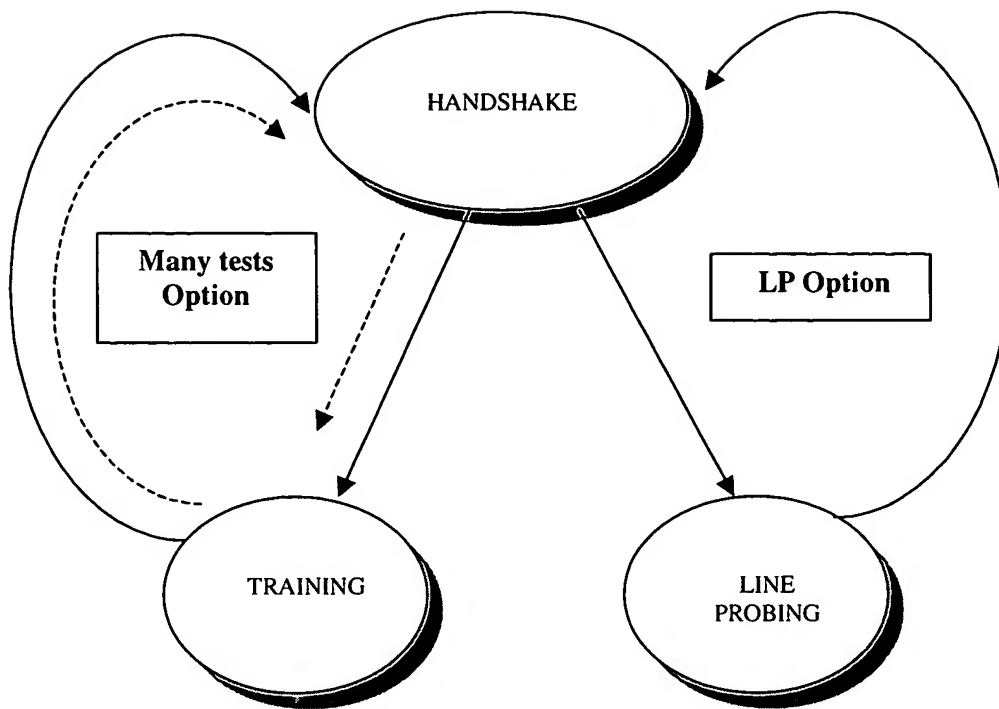 HANDSHAKE
Many tests
Option
LP Option
TRAINING
LINE
PROBING